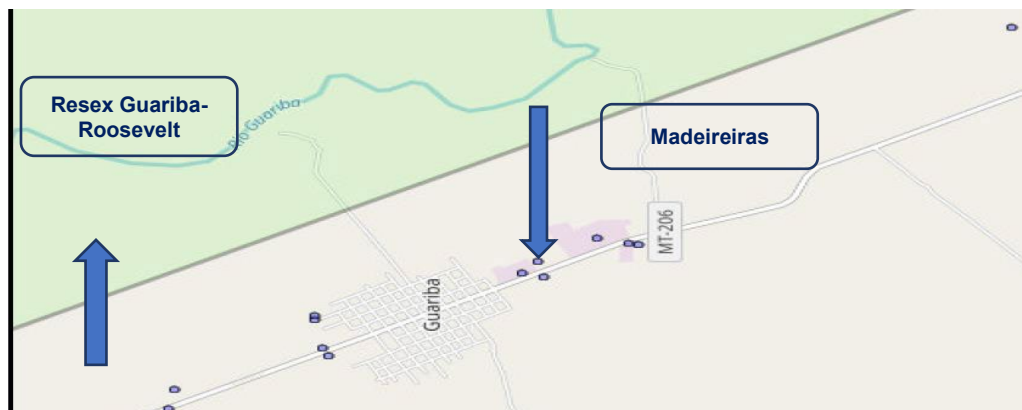 Resex Guariba-
Roosevelt
Rio Guariba
Madeireiras
MT-206
Guariba